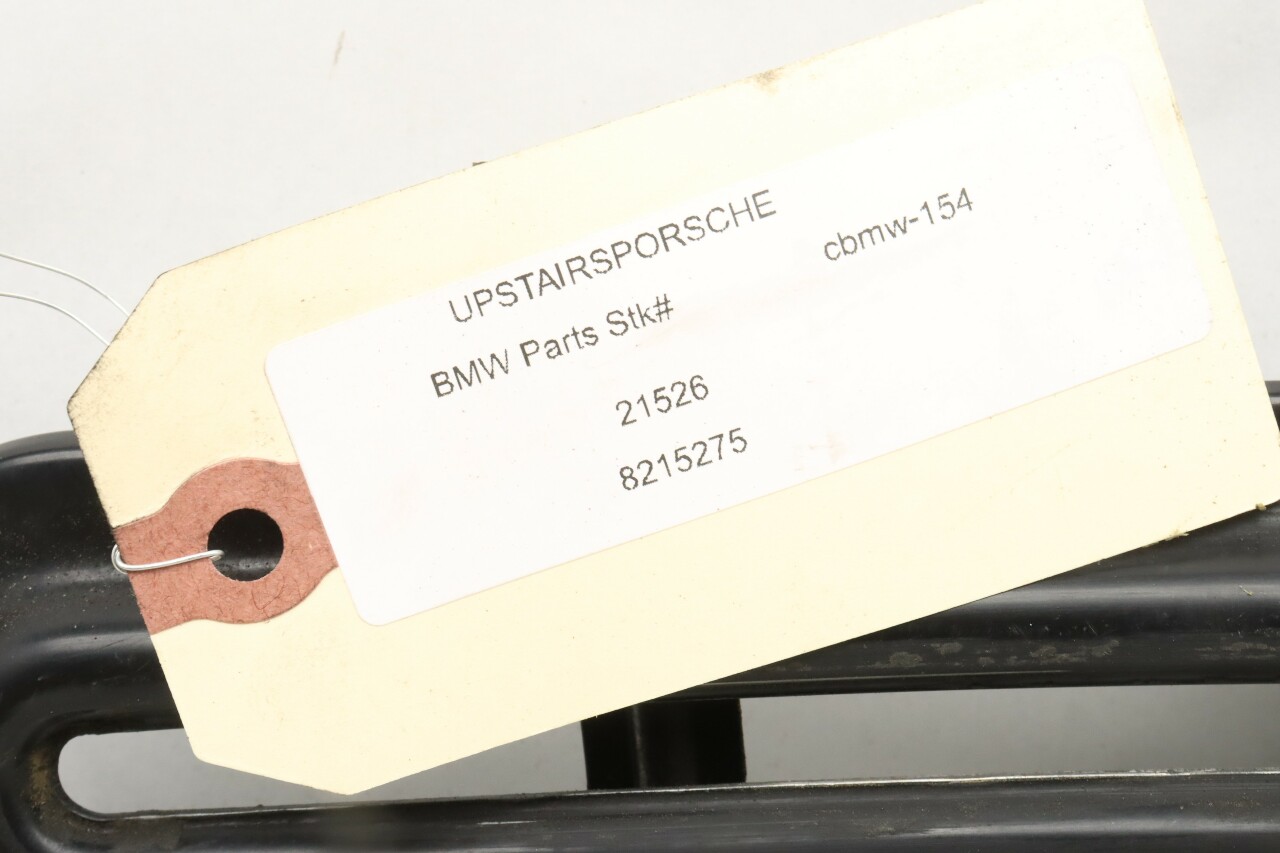 UPSTAIRSPORSCHE
BMW Parts Stk# cbmw-154
21526
8215275